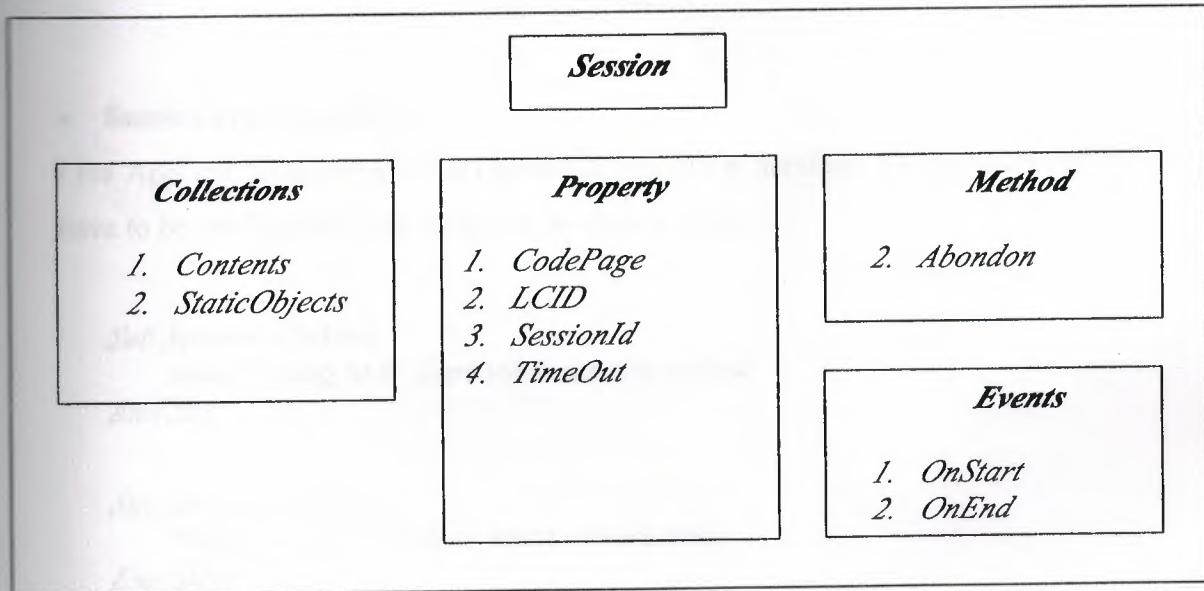 Session
Collections
1. Contents
2. StaticObjects
Property
1. CodePage
2. LCID
3. SessionId
4. TimeOut
Method
2. Abondon
Events
1. OnStart
2. OnEnd